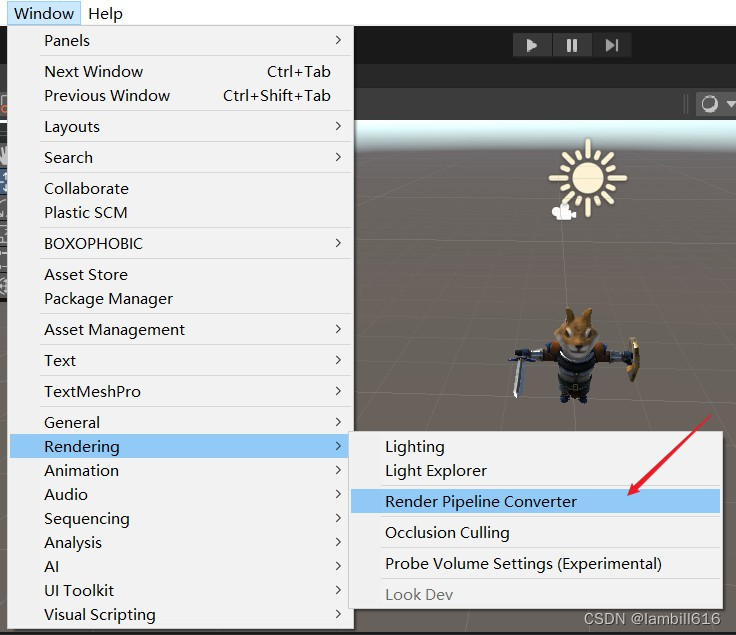 Window Help
Panels
Next Window Ctrl+Tab
Previous Window Ctrl+Shift+Tab
Layouts
Search
Collaborate
Plastic SCM
BOXOPHOBIC
Asset Store
Package Manager
Asset Management
Text
TextMeshPro
General
Rendering
Animation
Audio
Sequencing
Analysis
AI
UI Toolkit
Visual Scripting
Lighting
Light Explorer
Render Pipeline Converter
Occlusion Culling
Probe Volume Settings (Experimental)
Look Dev
CSDN @lambill616